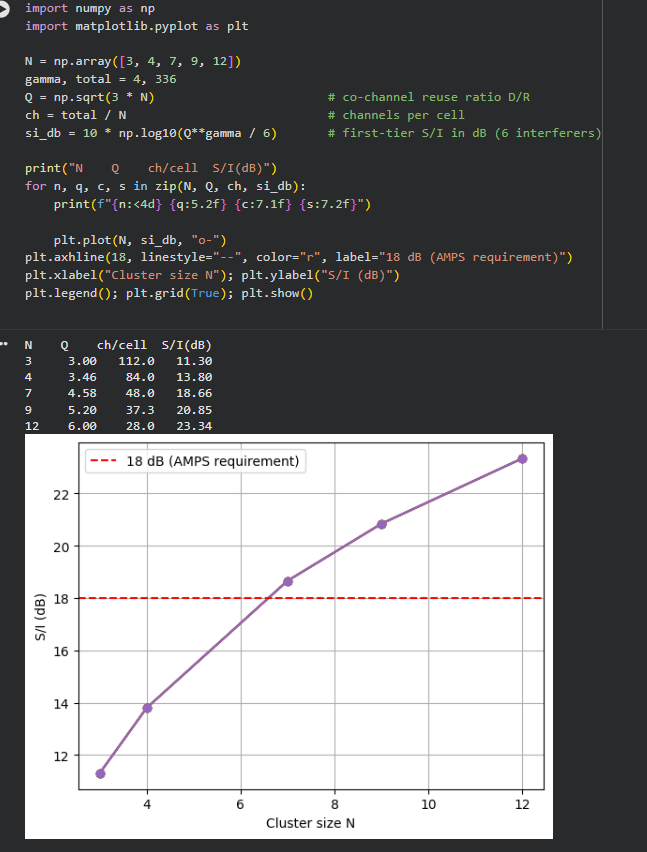 import numpy as np
import matplotlib.pyplot as plt
N = np.array([3, 4, 7, 9, 12])
gamma, total = 4, 336
Q = np.sqrt(3 * N)                        # co-channel reuse ratio D/R
ch = total / N                            # channels per cell
si_db = 10 * np.log10(Q**gamma / 6)       # first-tier S/I in dB (6 interferers)
print("N    Q    ch/cell  S/I(dB)")
for n, q, c, s in zip(N, Q, ch, si_db):
    print(f"{n:<4d} {q:5.2f} {c:7.1f} {s:7.2f}")
    plt.plot(N, si_db, "o-")
plt.axhline(18, linestyle="--", color="r", label="18 dB (AMPS requirement)")
plt.xlabel("Cluster size N"); plt.ylabel("S/I (dB)")
plt.legend(); plt.grid(True); plt.show()
N    Q    ch/cell  S/I(dB)
3     3.00   112.0   11.30
4     3.46    84.0   13.80
7     4.58    48.0   18.66
9     5.20    37.3   20.85
12    6.00    28.0   23.34
18 dB (AMPS requirement)
22
20
18
16
14
12
S/I (dB)
4 6 8 10 12
Cluster size N